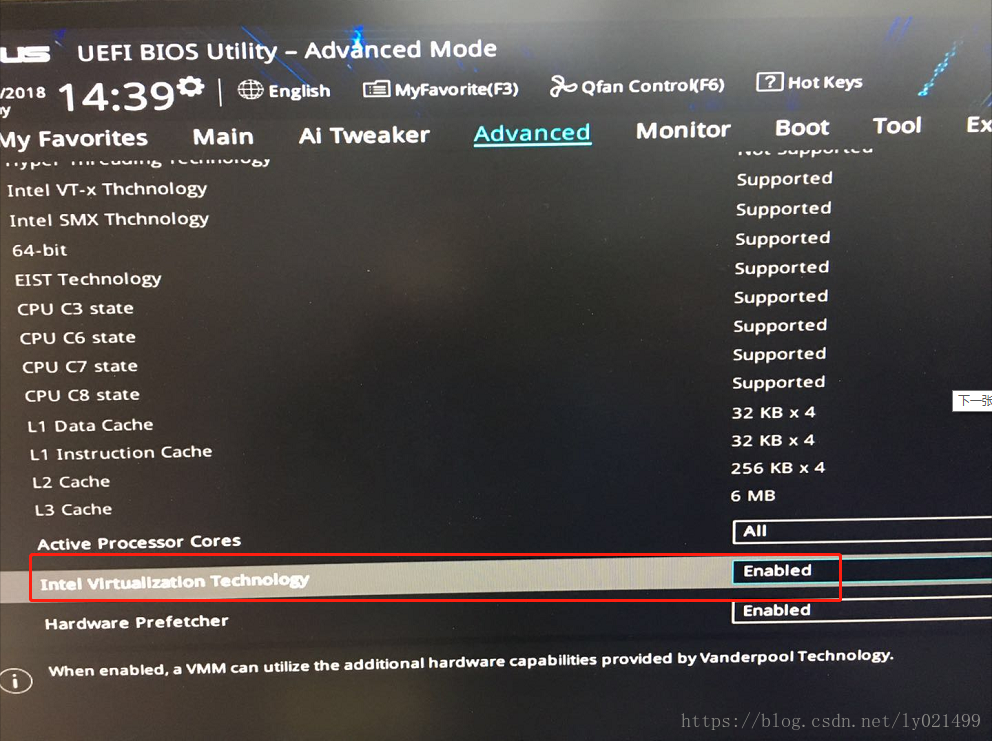 US UEFI BIOS Utility – Advanced Mode
/2018 14:39 English MyFavorite(F3) Qfan Control(F6) ? Hot Keys
My Favorites Main Ai Tweaker Advanced Monitor Boot Tool Ex
Hyper Threading Technology Not Supported
Intel VT-x Thchnology Supported
Intel SMX Thchnology Supported
64-bit Supported
EIST Technology Supported
CPU C3 state Supported
CPU C6 state Supported
CPU C7 state Supported
CPU C8 state Supported
L1 Data Cache 32 KB x 4
L1 Instruction Cache 32 KB x 4
L2 Cache 256 KB x 4
L3 Cache 6 MB
Active Processor Cores All
Intel Virtualization Technology Enabled
Hardware Prefetcher Enabled
When enabled, a VMM can utilize the additional hardware capabilities provided by Vanderpool Technology.
下一张
https://blog.csdn.net/ly021499